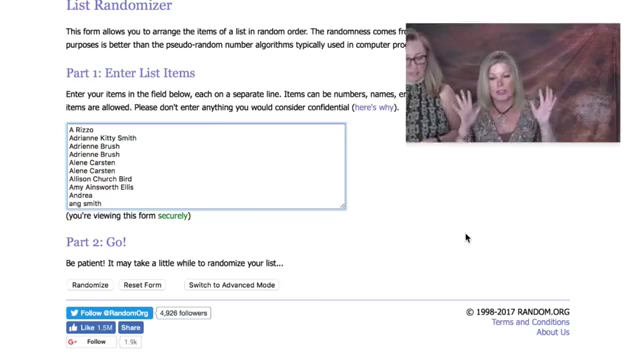 List Randomizer
This form allows you to arrange the items of a list in random order. The randomness comes
purposes is better than the pseudo-random number algorithms typically used in computer
Part 1: Enter List Items
Enter your items in the field below, each on a separate line. Items can be numbers, names,
items are allowed. Please don't enter anything you would consider confidential (here's why).
A Rizzo
Adrianne Kitty Smith
Adrienne Brush
Adrienne Brush
Alene Carsten
Alene Carsten
Allison Church Bird
Amy Ainsworth Ellis
Andrea
ang smith
(you're viewing this form securely)
Part 2: Go!
Be patient! It may take a little while to randomize your list...
Randomize Reset Form Switch to Advanced Mode
Follow @RandomOrg 4,926 followers
Like 1.5M Share
G+ Follow 1.9k
© 1998-2017 RANDOM.ORG
Terms and Conditions
About Us